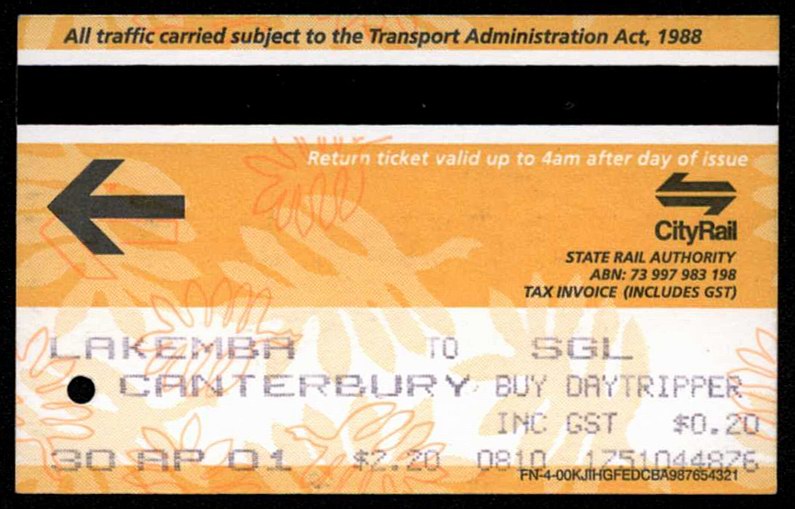 All traffic carried subject to the Transport Administration Act, 1988
Return ticket valid up to 4am after day of issue
CityRail
STATE RAIL AUTHORITY
ABN: 73 997 983 198
TAX INVOICE (INCLUDES GST)
LAKEMBA TO SGL
CANTERBURY BUY DAYTRIPPER
INC GST $0.20
30 AP 01 $2.20 0810 1751044876
FN-4-00KJIHGFEDCBA987654321